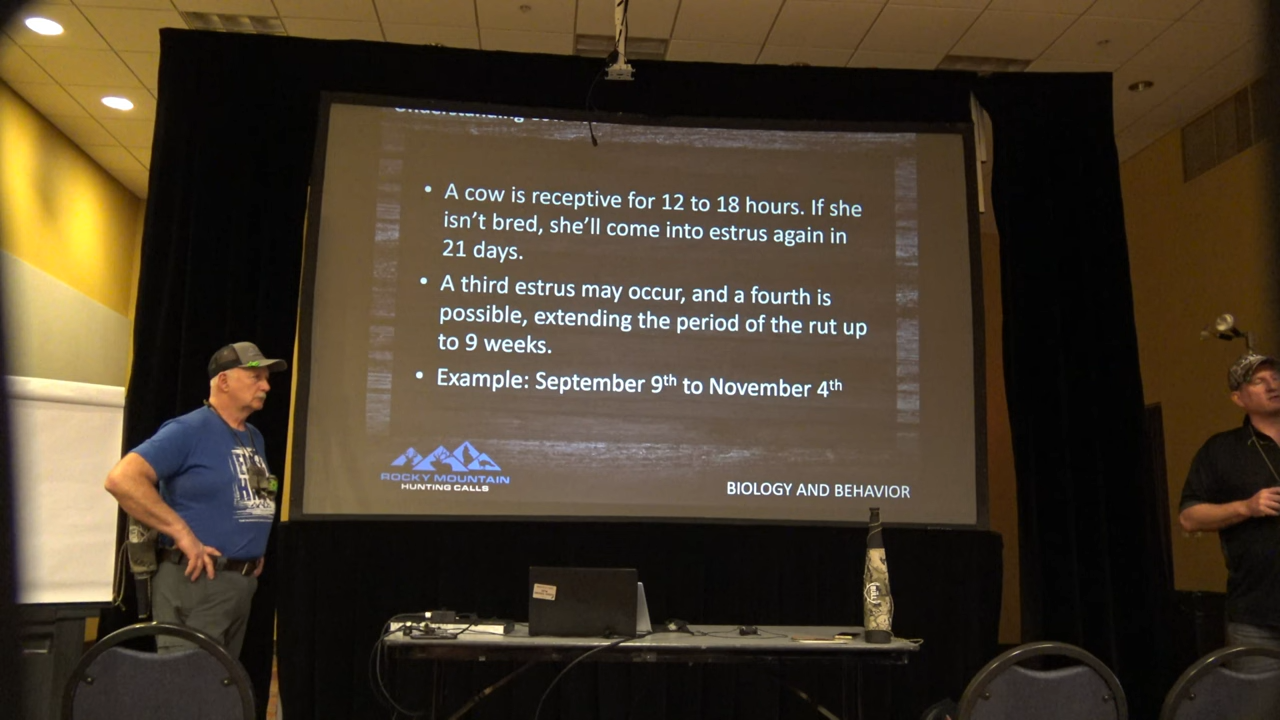 Understanding
• A cow is receptive for 12 to 18 hours. If she
isn't bred, she'll come into estrus again in
21 days.
• A third estrus may occur, and a fourth is
possible, extending the period of the rut up
to 9 weeks.
• Example: September 9th to November 4th
ROCKY MOUNTAIN
HUNTING CALLS
BIOLOGY AND BEHAVIOR